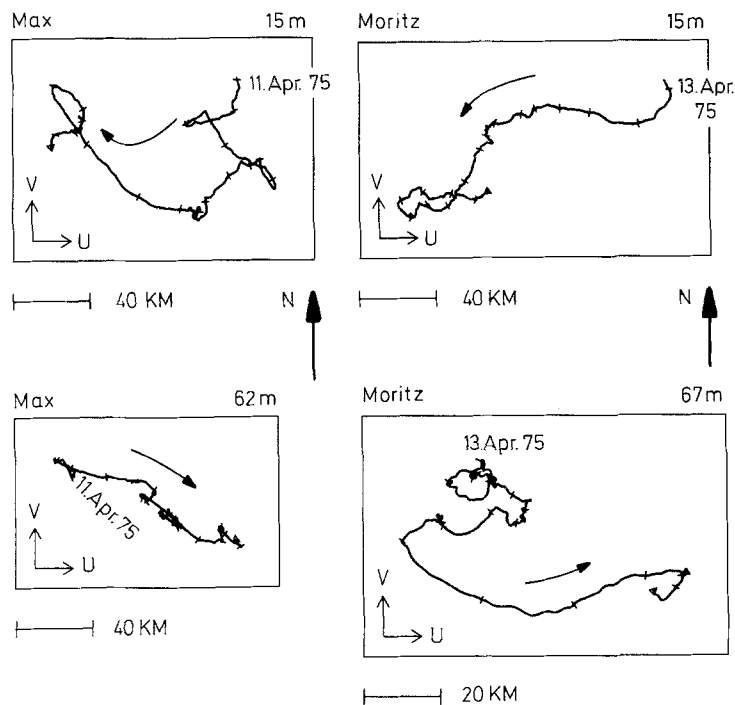 Max 15m
11.Apr. 75
V
U
40 KM
N
Moritz 15m
13.Apr.
75
V
U
40 KM
N
Max 62m
11.Apr. 75
V
U
40 KM
Moritz 67m
13.Apr. 75
V
U
20 KM